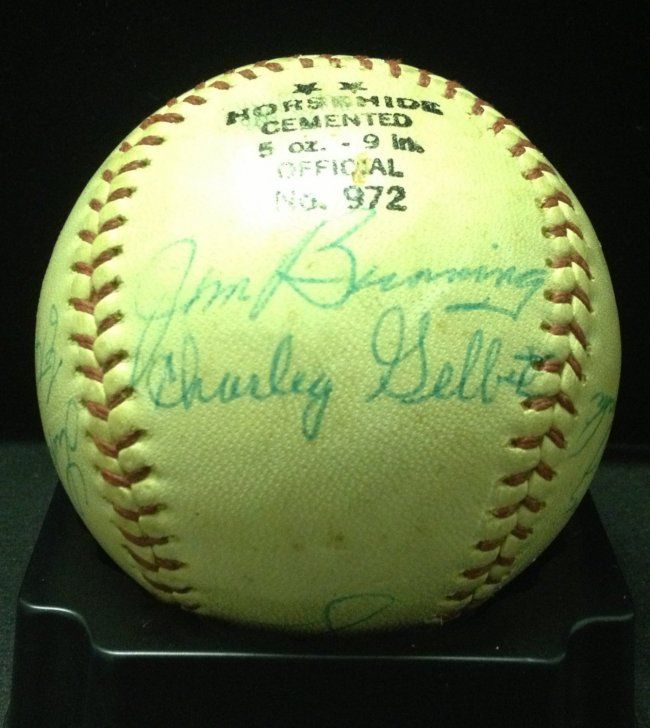 HORSEHIDE
CEMENTED
5 oz. - 9 in.
OFFICIAL
No. 972
Jim Bunning
Charley Gelbert